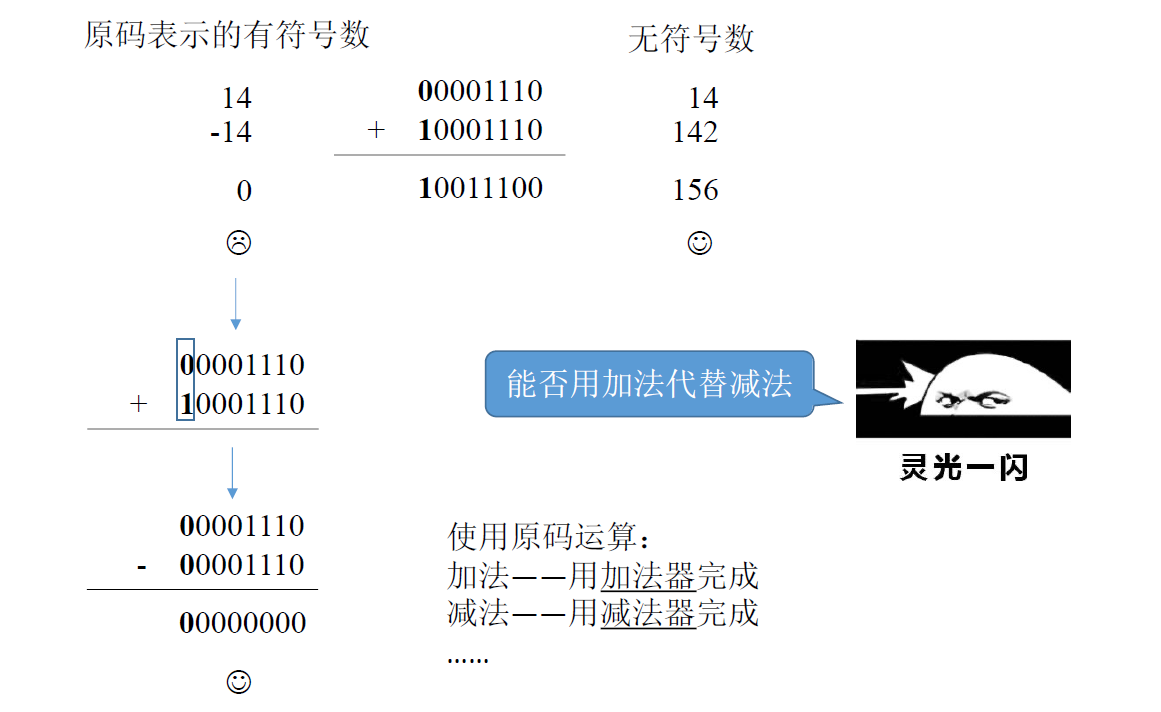 原码表示的有符号数
无符号数
14
-14
0
00001110
+ 10001110
10011100
14
142
156
00001110
+ 10001110
能否用加法代替减法
灵光一闪
00001110
- 00001110
00000000
使用原码运算：
加法——用加法器完成
减法——用减法器完成
……